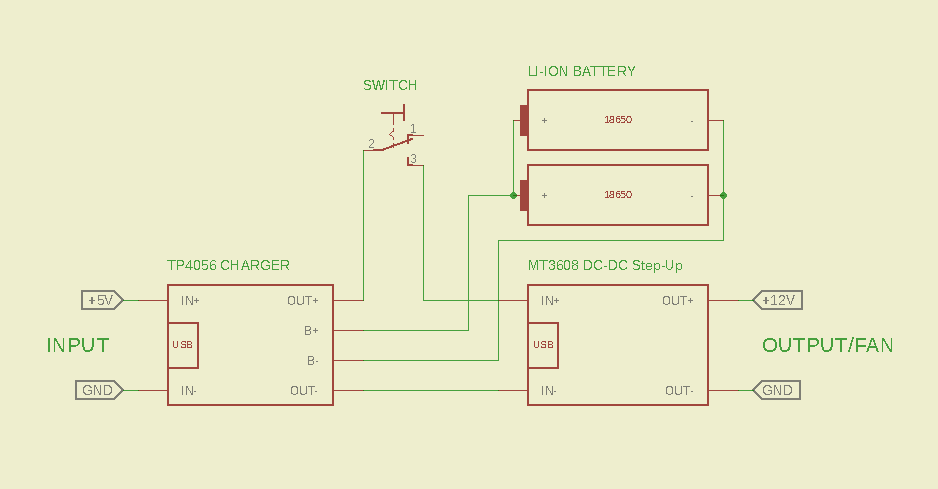 LI-ION BATTERY
SWITCH
+ 18650 -
1
2
3
+ 18650 -
TP4056 CHARGER
MT3608 DC-DC Step-Up
+5V
IN+
OUT+
IN+
OUT+
+12V
B+
INPUT
USB
USB
OUTPUT/FAN
B-
GND
IN-
OUT-
IN-
OUT-
GND